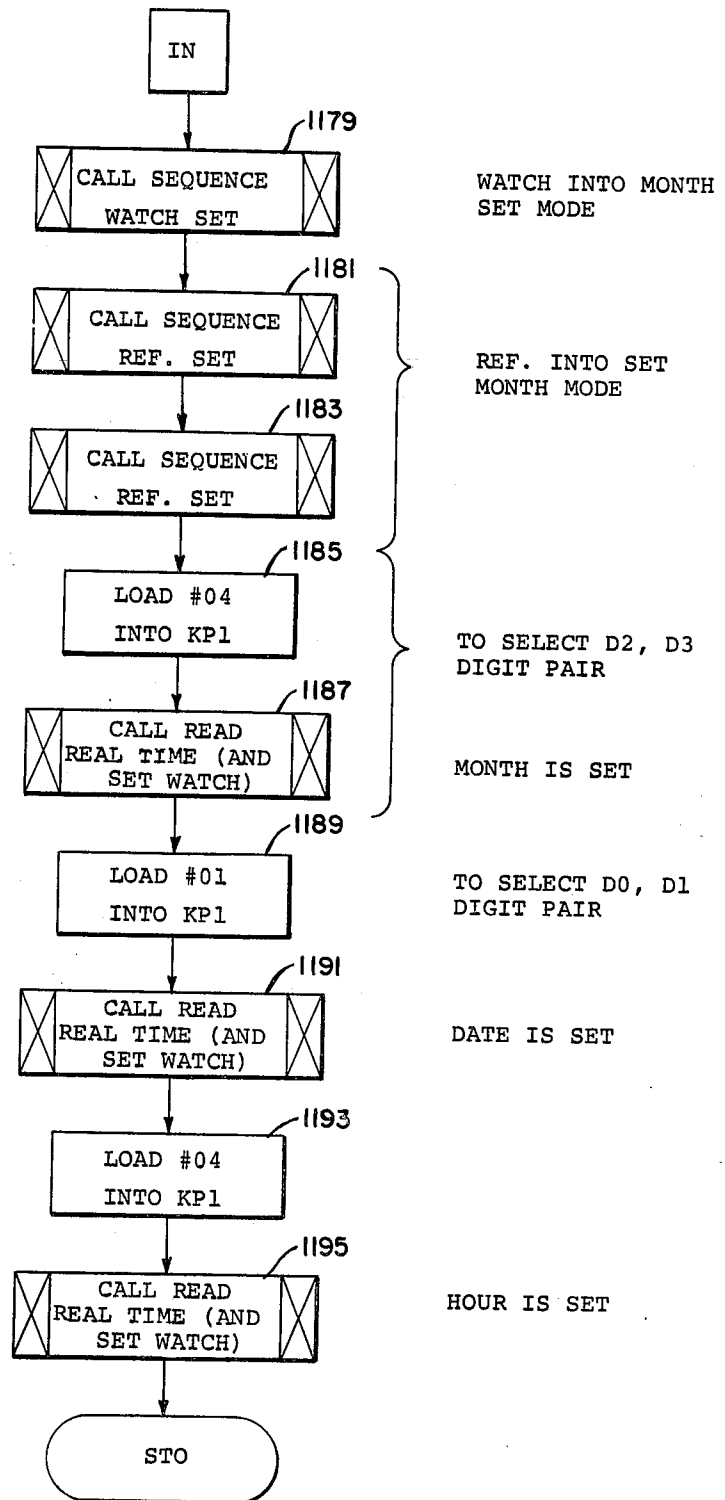 IN
1179
CALL SEQUENCE
WATCH SET
WATCH INTO MONTH
SET MODE
1181
CALL SEQUENCE
REF. SET
REF. INTO SET
MONTH MODE
1183
CALL SEQUENCE
REF. SET
1185
LOAD #04
INTO KP1
TO SELECT D2, D3
DIGIT PAIR
1187
CALL READ
REAL TIME (AND
SET WATCH)
MONTH IS SET
1189
LOAD #01
INTO KP1
TO SELECT D0, D1
DIGIT PAIR
1191
CALL READ
REAL TIME (AND
SET WATCH)
DATE IS SET
1193
LOAD #04
INTO KP1
1195
CALL READ
REAL TIME (AND
SET WATCH)
HOUR IS SET
STO